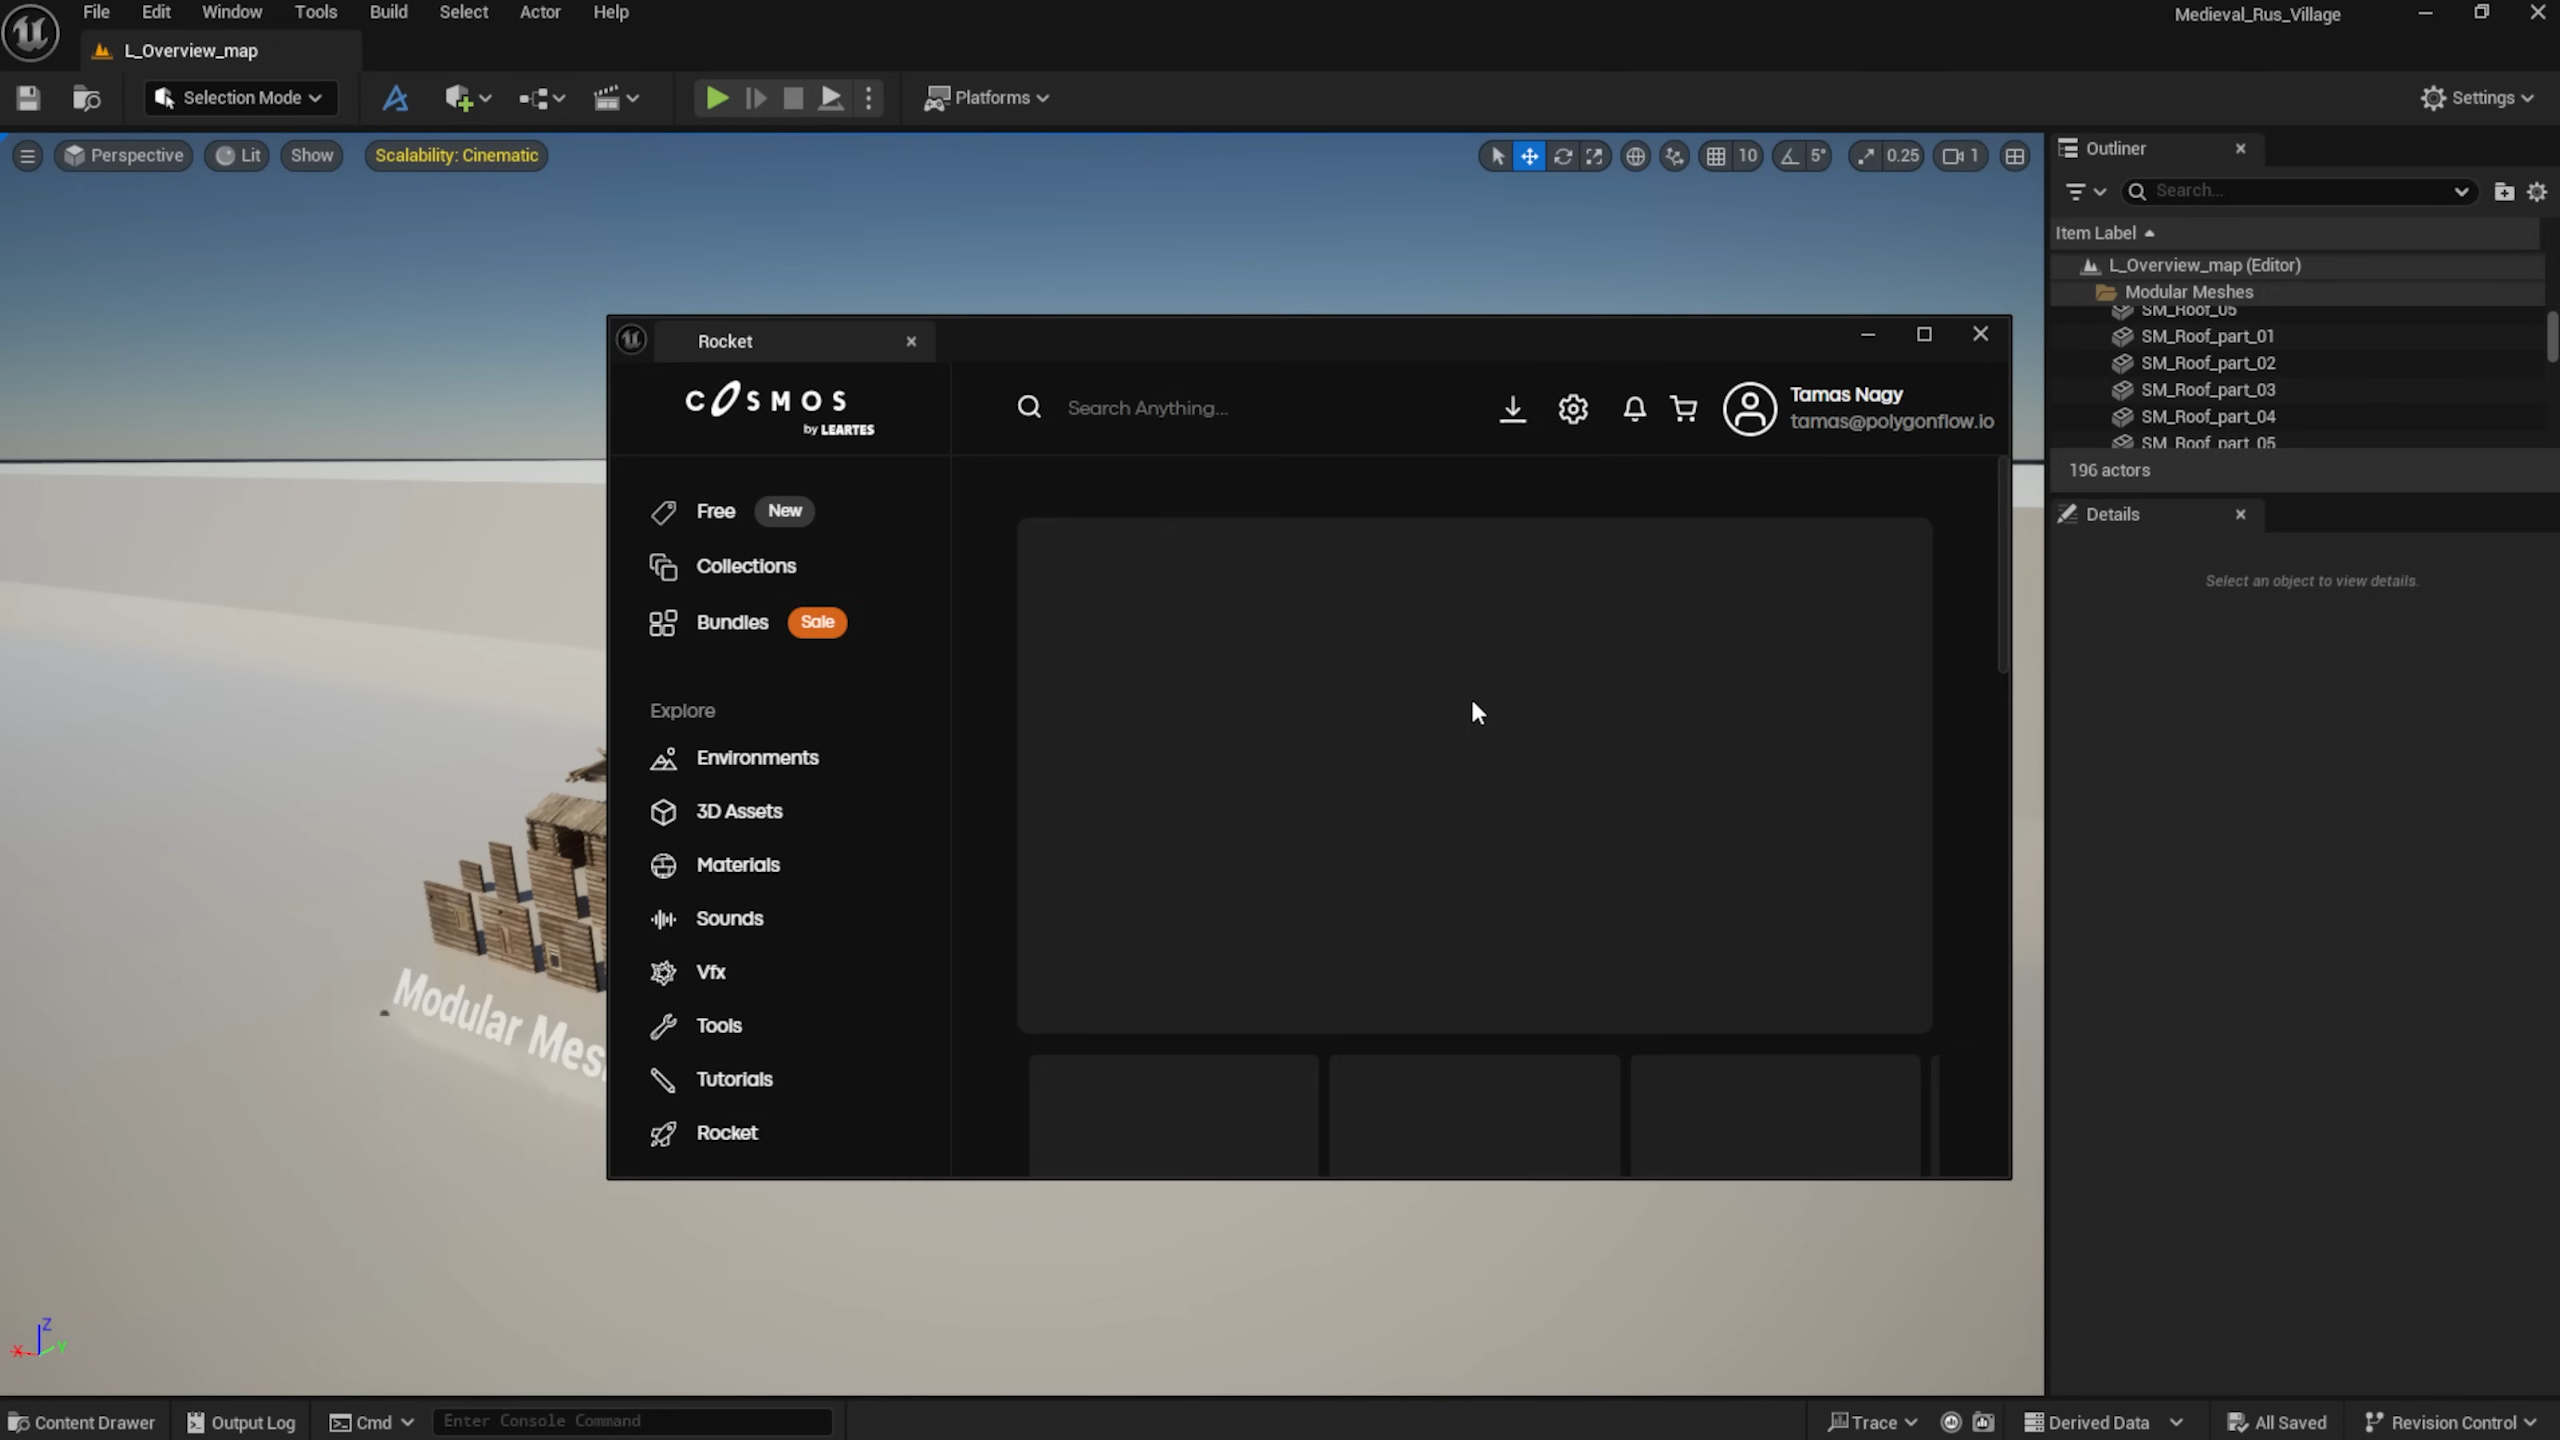 File Edit Window Tools Build Select Actor Help
Medieval_Rus_Village
L_Overview_map
Selection Mode
Platforms
Settings
Perspective
Lit
Show
Scalability: Cinematic
10
5°
0.25
1
Outliner
Search...
Item Label
L_Overview_map (Editor)
Modular Meshes
SM_Roof_05
SM_Roof_part_01
SM_Roof_part_02
SM_Roof_part_03
SM_Roof_part_04
SM_Roof_part_05
196 actors
Details
Select an object to view details.
Rocket
COSMOS
by LEARTES
Search Anything...
Tamas Nagy
tamas@polygonflow.io
Free New
Collections
Bundles Sale
Explore
Environments
3D Assets
Materials
Sounds
Vfx
Tools
Tutorials
Rocket
Modular Mes
Z
X
Y
Content Drawer
Output Log
Cmd
Enter Console Command
Trace
Derived Data
All Saved
Revision Control